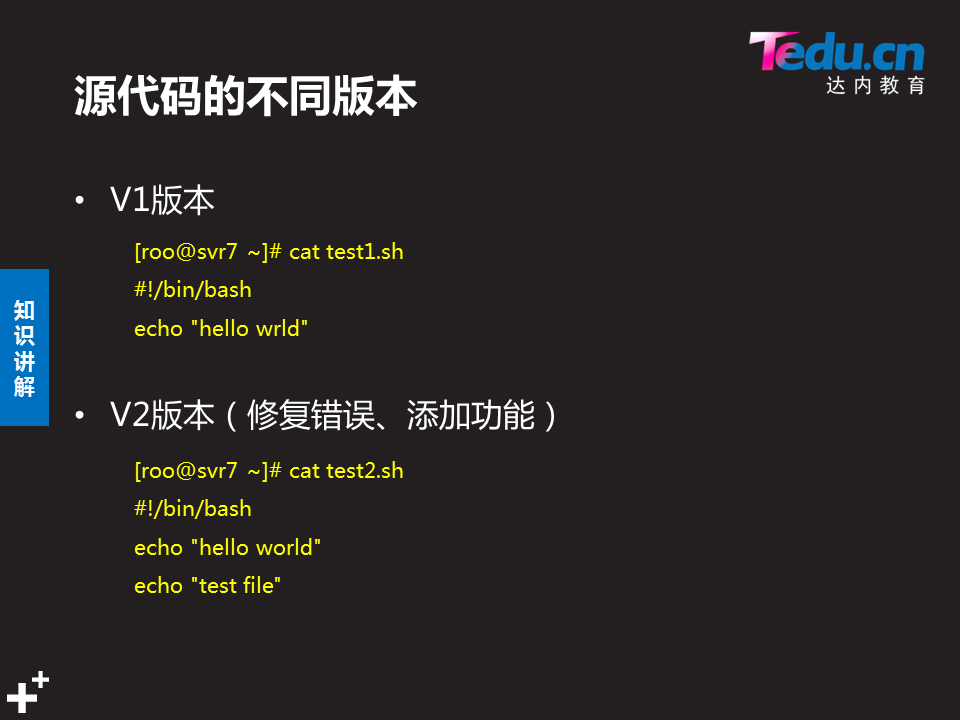 Tedu.cn
达内教育
源代码的不同版本
• V1版本
[roo@svr7 ~]# cat test1.sh
#!/bin/bash
echo "hello wrld"
知识讲解
• V2版本（修复错误、添加功能）
[roo@svr7 ~]# cat test2.sh
#!/bin/bash
echo "hello world"
echo "test file"